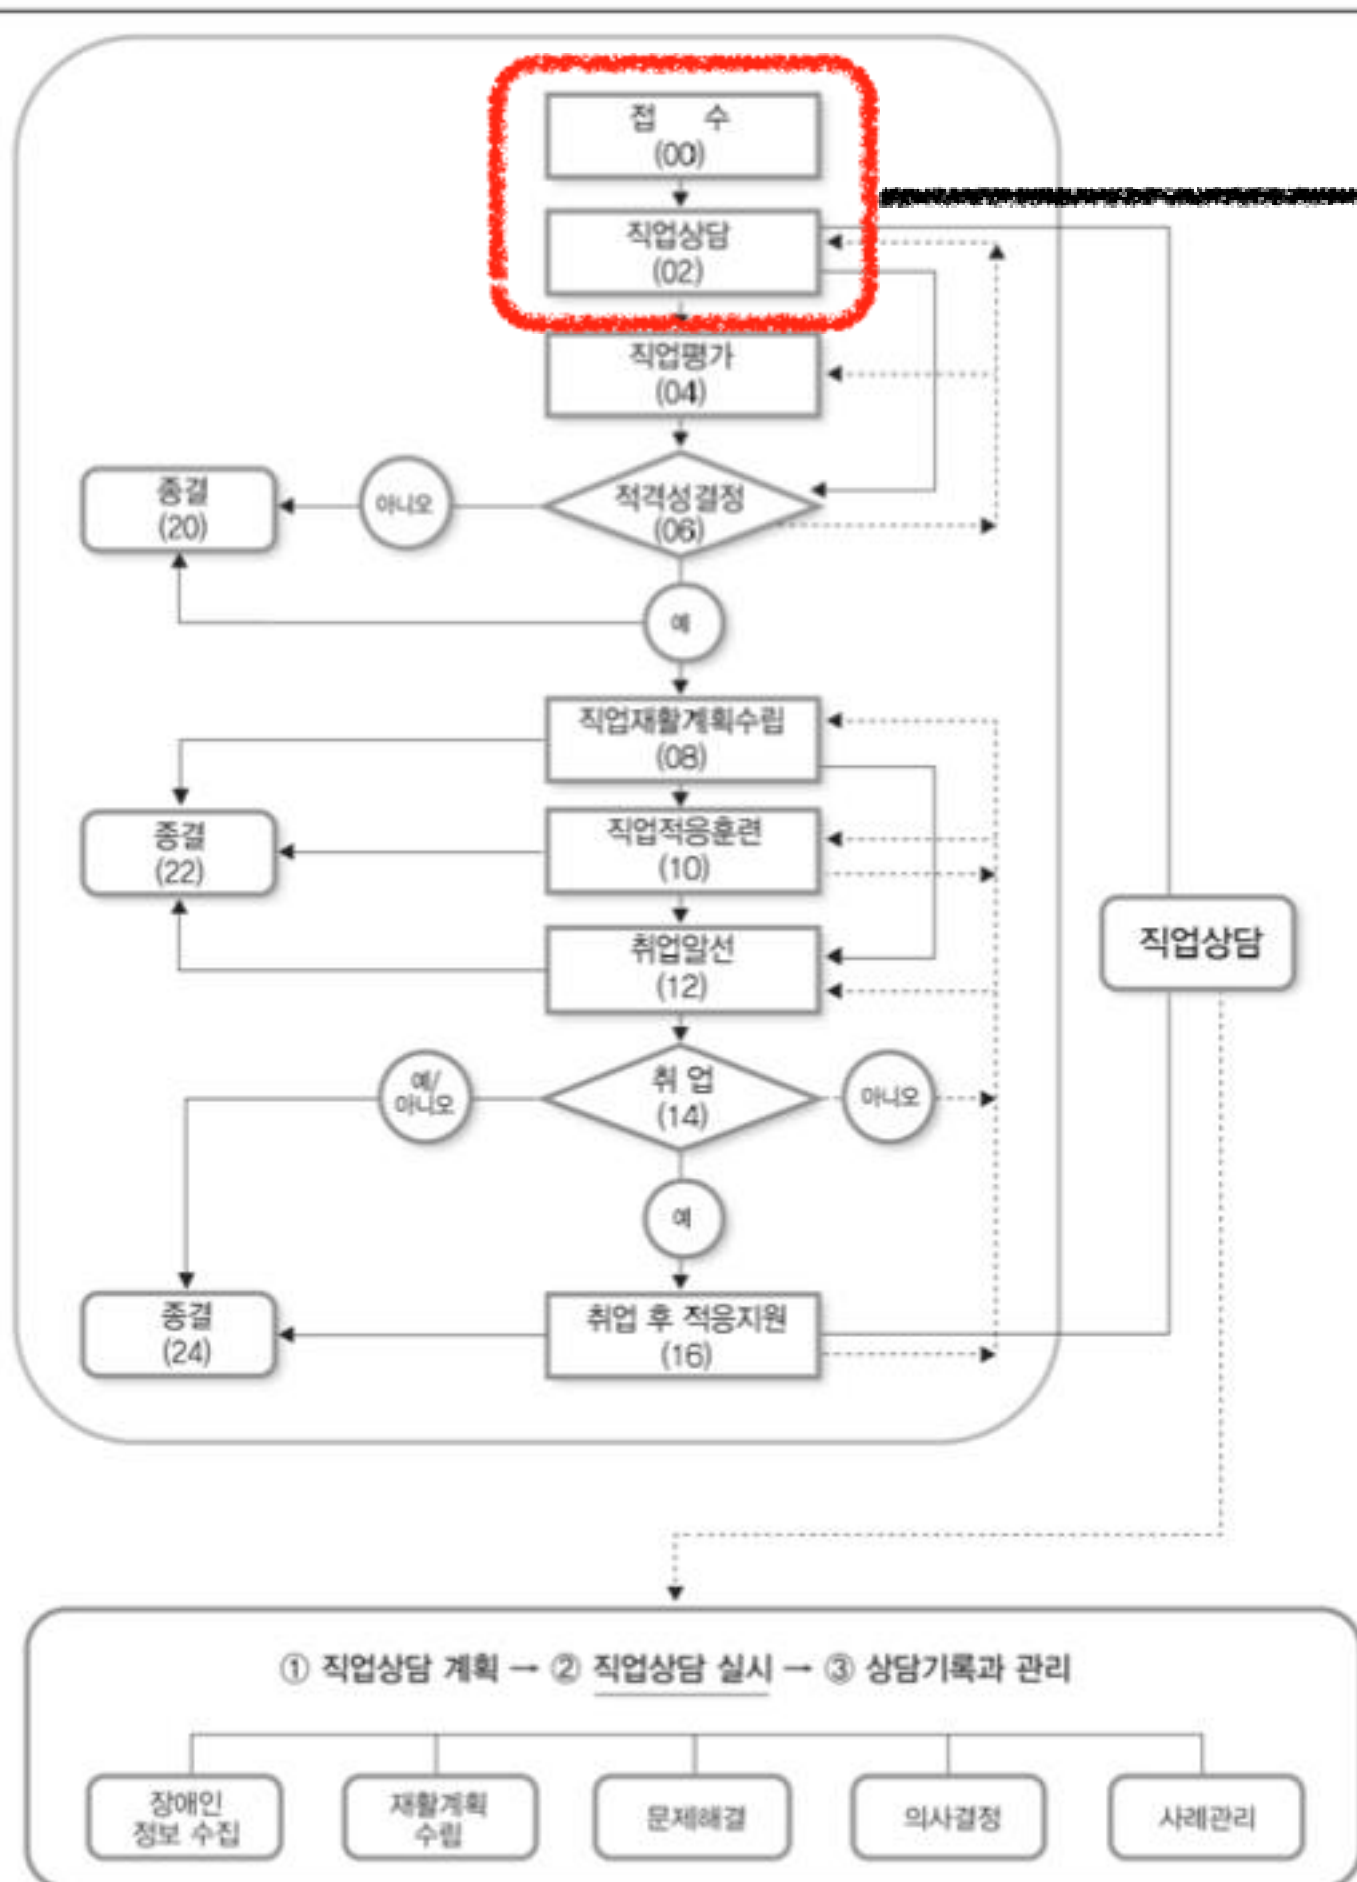 접 수
(00)
직업상담
(02)
직업평가
(04)
적격성결정
(06)
아니오
종결
(20)
예
직업재활계획수립
(08)
직업적응훈련
(10)
종결
(22)
취업알선
(12)
직업상담
취 업
(14)
예/
아니오
아니오
예
취업 후 적응지원
(16)
종결
(24)
① 직업상담 계획 → ② 직업상담 실시 → ③ 상담기록과 관리
장애인
정보 수집
재활계획
수립
문제해결
의사결정
사례관리